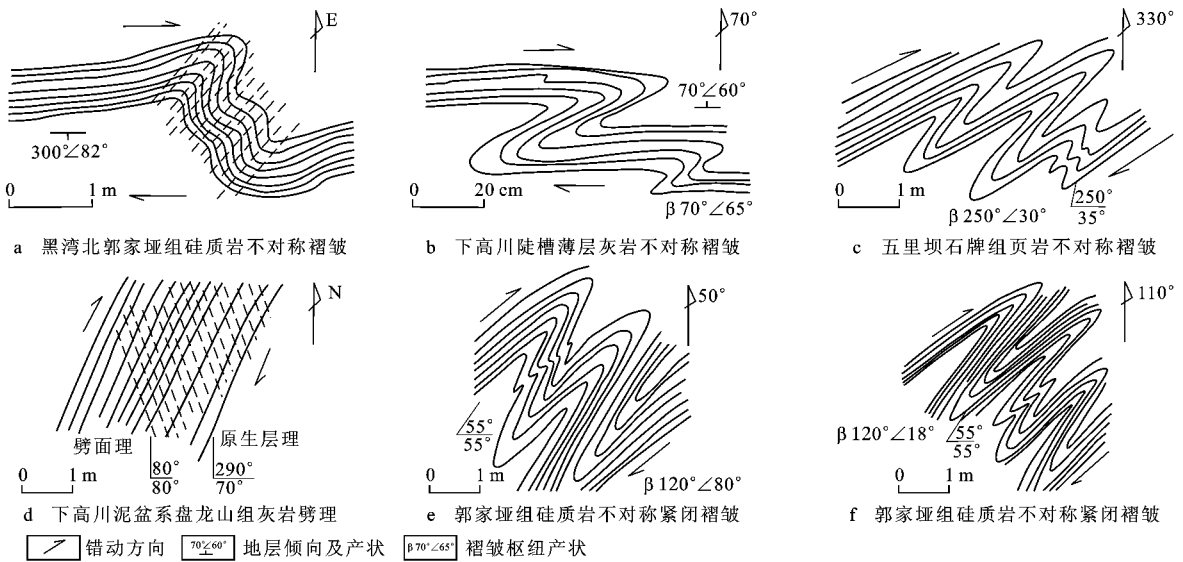 E
300°∠82°
0 1 m
a 黑湾北郭家垭组硅质岩不对称褶皱
70°
70°∠60°
0 20 cm
β 70°∠65°
b 下高川陡槽薄层灰岩不对称褶皱
330°
0 1 m
β 250°∠30°
250°
35°
c 五里坝石牌组页岩不对称褶皱
N
劈面理
80°
80°
原生层理
290°
70°
0 1 m
d 下高川泥盆系盘龙山组灰岩劈理
50°
55°
55°
0 1 m
β 120°∠80°
e 郭家垭组硅质岩不对称紧闭褶皱
110°
β 120°∠18°
55°
55°
0 1 m
f 郭家垭组硅质岩不对称紧闭褶皱
错动方向
70°∠60°
地层倾向及产状
β 70°∠65°
褶皱枢纽产状